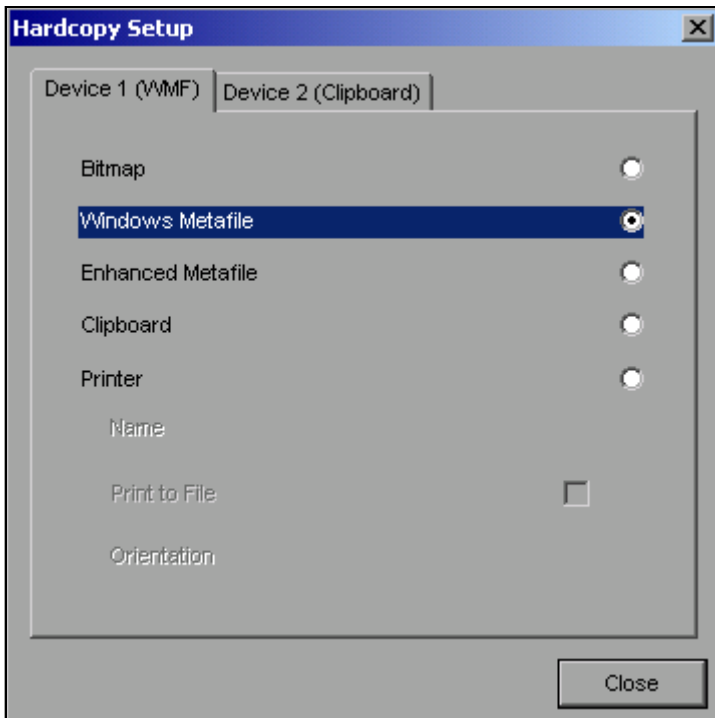 Hardcopy Setup
Device 1 (WMF) Device 2 (Clipboard)
Bitmap
Windows Metafile
Enhanced Metafile
Clipboard
Printer
Name
Print to File
Orientation
Close